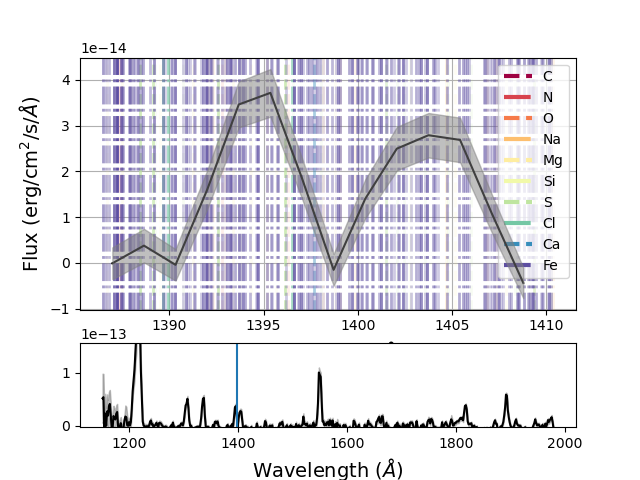 1e−14
Flux (erg/cm²/s/Å)
4
3
2
1
0
−1
1390
1395
1400
1405
1410
C
N
O
Na
Mg
Si
S
Cl
Ca
Fe
1e−13
1
0
1200
1400
1600
1800
2000
Wavelength (Å)